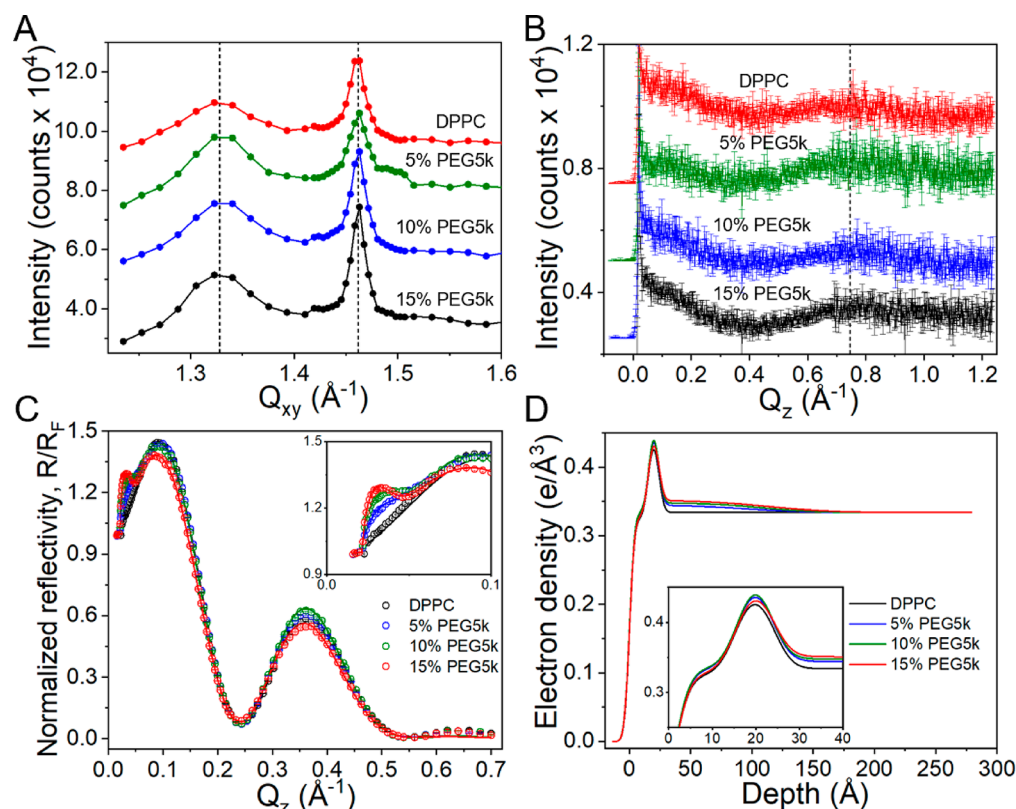 A
Intensity (counts x 10⁴)
12.0
10.0
8.0
6.0
4.0
DPPC
5% PEG5k
10% PEG5k
15% PEG5k
1.3 1.4 1.5 1.6
Qxy (Å⁻¹)
B
Intensity (counts x 10⁴)
1.2
0.8
0.4
DPPC
5% PEG5k
10% PEG5k
15% PEG5k
0.0 0.2 0.4 0.6 0.8 1.0 1.2
Qz (Å⁻¹)
C
Normalized reflectivity, R/RF
1.5
1.2
0.9
0.6
0.3
0.0
1.5
1.2
0.9
0.0 0.1
DPPC
5% PEG5k
10% PEG5k
15% PEG5k
0.0 0.1 0.2 0.3 0.4 0.5 0.6 0.7
Qz (Å⁻¹)
D
Electron density (e/Å³)
0.4
0.3
0.2
0.1
0.0
0.4
0.3
10 20 30 40
DPPC
5% PEG5k
10% PEG5k
15% PEG5k
0 50 100 150 200 250 300
Depth (Å)